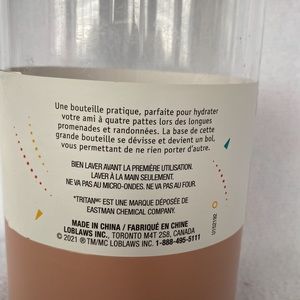 Une bouteille pratique, parfaite pour hydrater
votre ami à quatre pattes lors des longues
promenades et randonnées. La base de cette
grande bouteille se dévisse et devient un bol,
vous permettant de ne rien porter d'autre.
BIEN LAVER AVANT LA PREMIÈRE UTILISATION.
LAVER À LA MAIN SEULEMENT.
NE VA PAS AU MICRO-ONDES. NE VA PAS AU FOUR.
*TRITAN® EST UNE MARQUE DÉPOSÉE DE
EASTMAN CHEMICAL COMPANY.
MADE IN CHINA / FABRIQUÉ EN CHINE
LOBLAWS INC., TORONTO M4T 2S8, CANADA
© 2021 ® TM/MC LOBLAWS INC. 1-888-495-5111